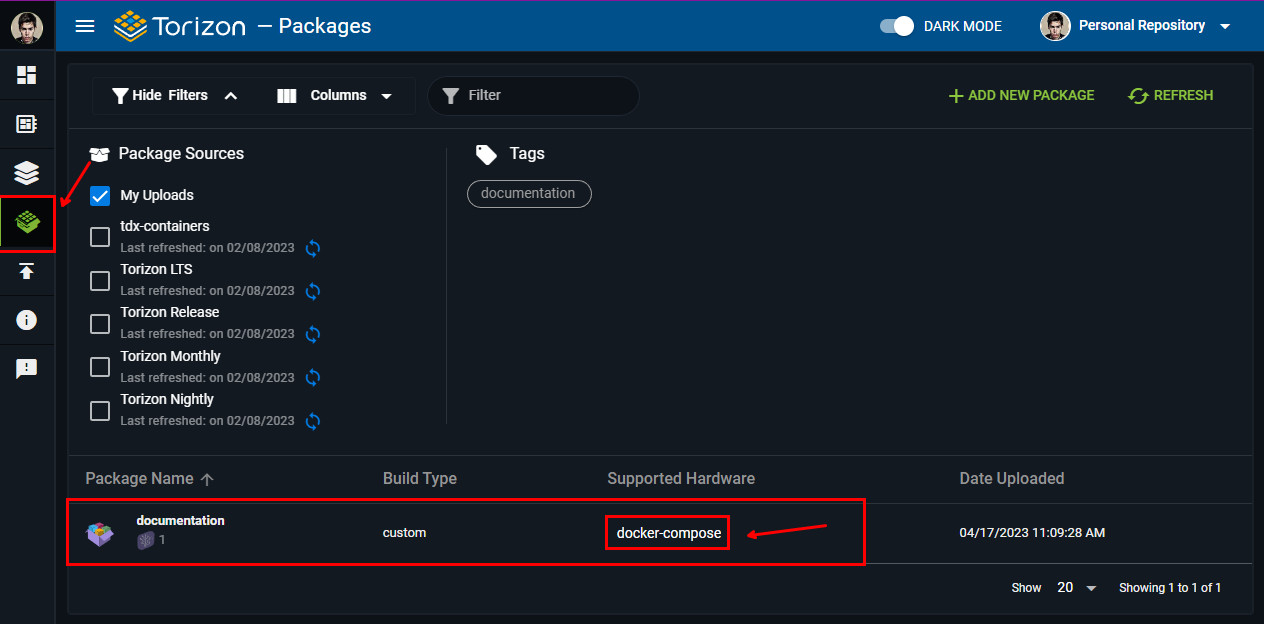 Torizon — Packages
DARK MODE
Personal Repository
Hide Filters
Columns
Filter
ADD NEW PACKAGE
REFRESH
Package Sources
Tags
My Uploads
documentation
tdx-containers
Last refreshed: on 02/08/2023
Torizon LTS
Last refreshed: on 02/08/2023
Torizon Release
Last refreshed: on 02/08/2023
Torizon Monthly
Last refreshed: on 02/08/2023
Torizon Nightly
Last refreshed: on 02/08/2023
Package Name
Build Type
Supported Hardware
Date Uploaded
documentation
1
custom
docker-compose
04/17/2023 11:09:28 AM
Show 20
Showing 1 to 1 of 1